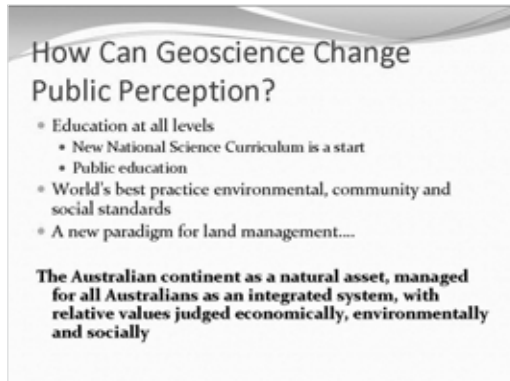 How Can Geoscience Change
Public Perception?
Education at all levels
New National Science Curriculum is a start
Public education
World's best practice environmental, community and
social standards
A new paradigm for land management....
The Australian continent as a natural asset, managed
for all Australians as an integrated system, with
relative values judged economically, environmentally
and socially